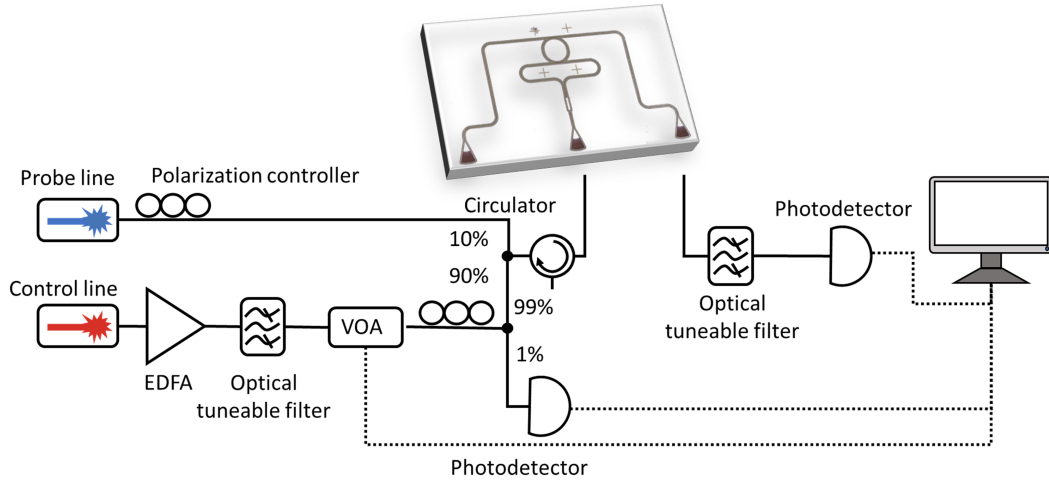 Probe line
Polarization controller
Circulator
Photodetector
10%
90%
Control line
99%
VOA
Optical
tuneable filter
1%
EDFA
Optical
tuneable filter
Photodetector